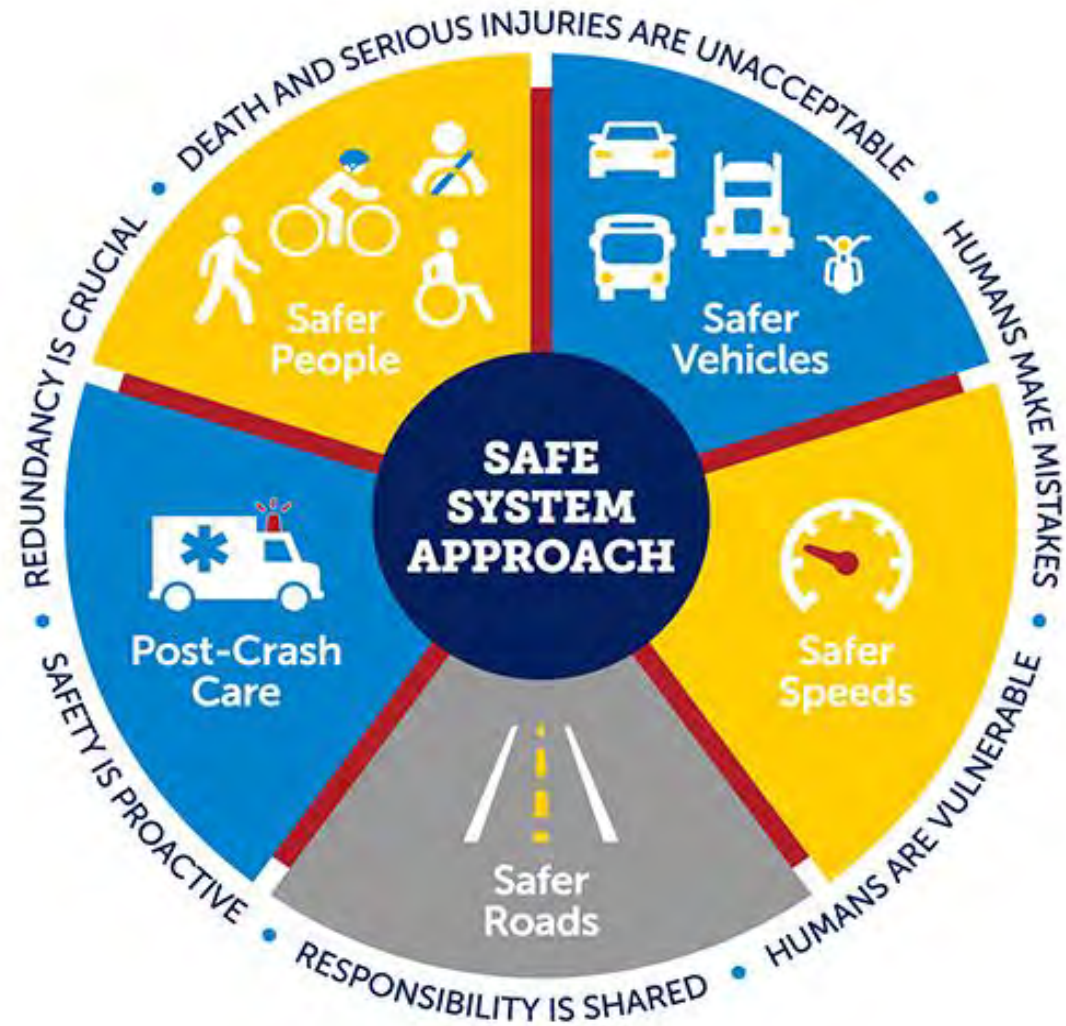 DEATH AND SERIOUS INJURIES ARE UNACCEPTABLE
HUMANS MAKE MISTAKES
HUMANS ARE VULNERABLE
RESPONSIBILITY IS SHARED
SAFETY IS PROACTIVE
REDUNDANCY IS CRUCIAL
Safer
People
Safer
Vehicles
SAFE
SYSTEM
APPROACH
Post-Crash
Care
Safer
Speeds
Safer
Roads